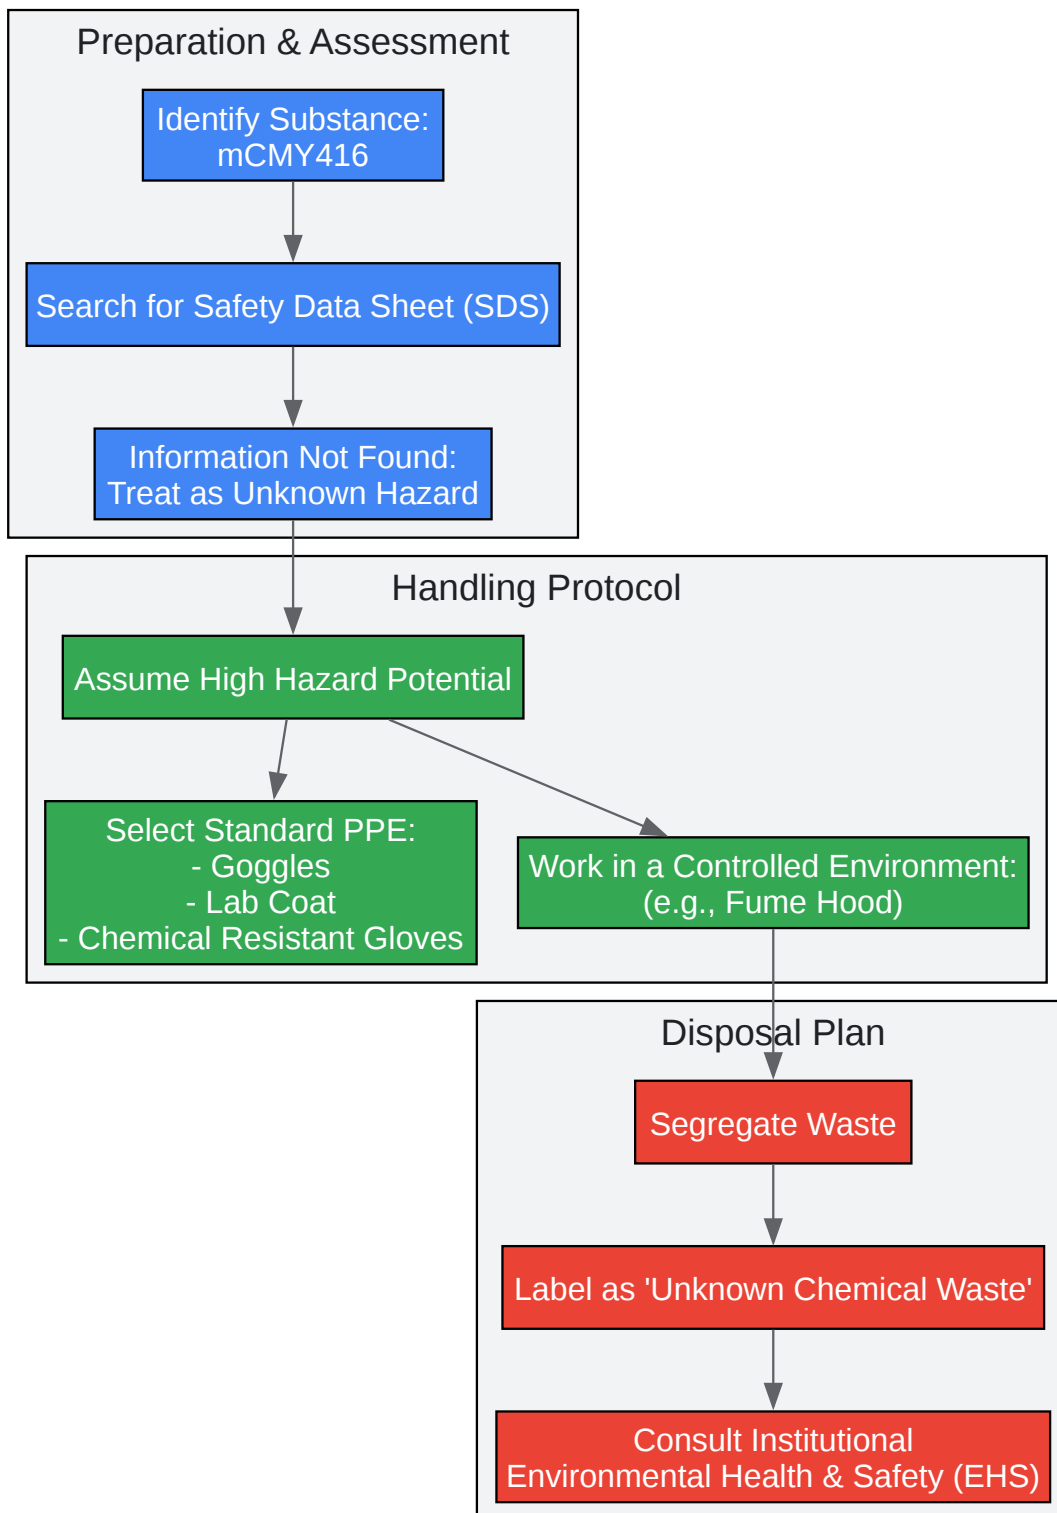 Preparation & Assessment
Identify Substance:
mCMY416
Search for Safety Data Sheet (SDS)
Information Not Found:
Treat as Unknown Hazard
Handling Protocol
Assume High Hazard Potential
Select Standard PPE:
- Goggles
- Lab Coat
- Chemical Resistant Gloves
Work in a Controlled Environment:
(e.g., Fume Hood)
Disposal Plan
Segregate Waste
Label as 'Unknown Chemical Waste'
Consult Institutional
Environmental Health & Safety (EHS)